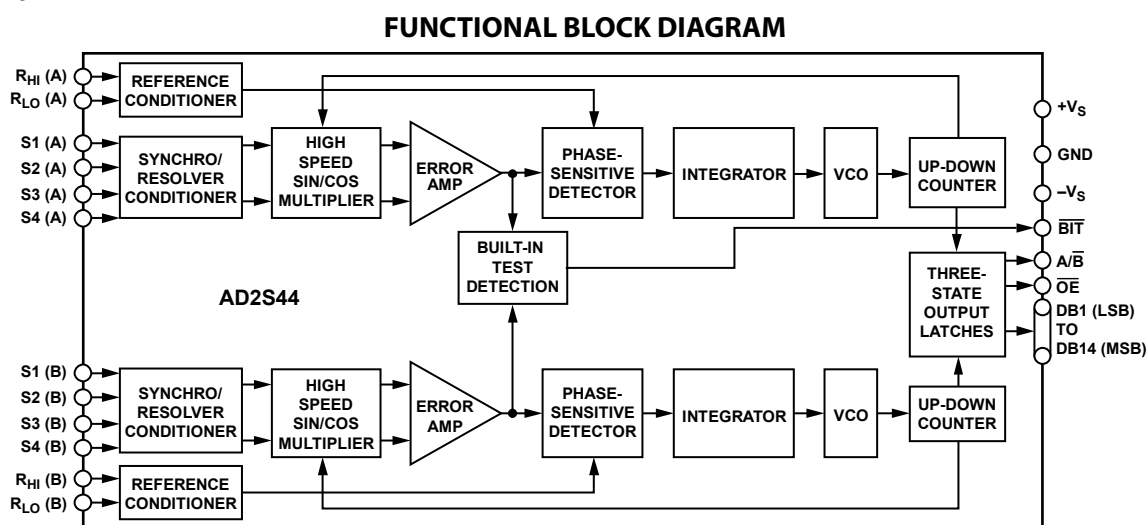 FUNCTIONAL BLOCK DIAGRAM
RHI (A)
RLO (A)
REFERENCE
CONDITIONER
S1 (A)
S2 (A)
S3 (A)
S4 (A)
SYNCHRO/
RESOLVER
CONDITIONER
HIGH
SPEED
SIN/COS
MULTIPLIER
ERROR
AMP
PHASE-
SENSITIVE
DETECTOR
INTEGRATOR
VCO
UP-DOWN
COUNTER
+VS
GND
–VS
BIT
A/B
OE
DB1 (LSB)
TO
DB14 (MSB)
BUILT-IN
TEST
DETECTION
THREE-
STATE
OUTPUT
LATCHES
AD2S44
S1 (B)
S2 (B)
S3 (B)
S4 (B)
SYNCHRO/
RESOLVER
CONDITIONER
HIGH
SPEED
SIN/COS
MULTIPLIER
ERROR
AMP
PHASE-
SENSITIVE
DETECTOR
INTEGRATOR
VCO
UP-DOWN
COUNTER
RHI (B)
RLO (B)
REFERENCE
CONDITIONER